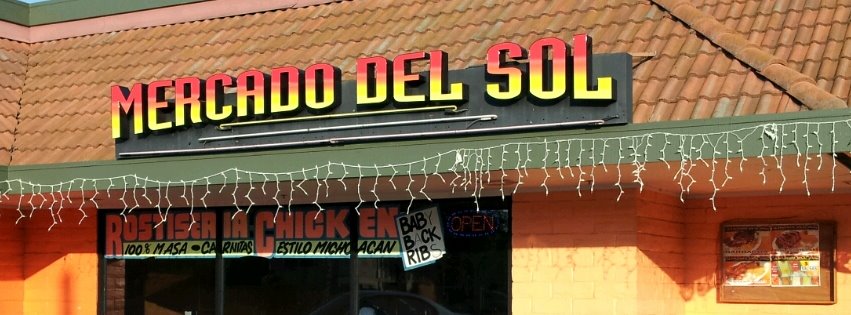 MERCADO DEL SOL
ROSTISERIA CHICKEN
100% MASA • CARNITAS ESTILO MICHOACAN
BABY
BACK
RIBS
OPEN